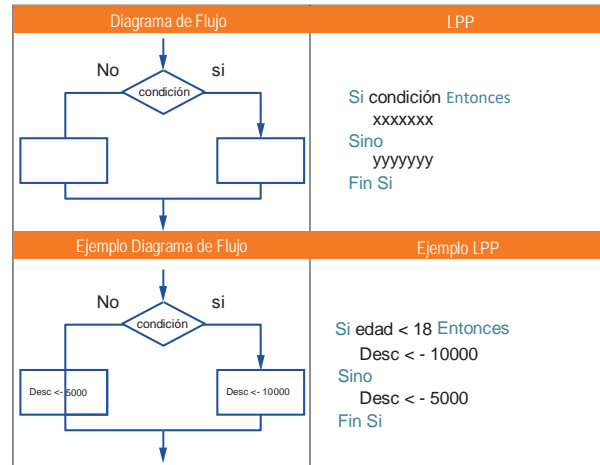 Diagrama de Flujo
LPP
No
si
condición
Si condición Entonces
xxxxxxx
Sino
yyyyyyy
Fin Si
Ejemplo Diagrama de Flujo
Ejemplo LPP
No
si
condición
Desc <- 5000
Desc <- 10000
Si edad < 18 Entonces
Desc < - 10000
Sino
Desc < - 5000
Fin Si